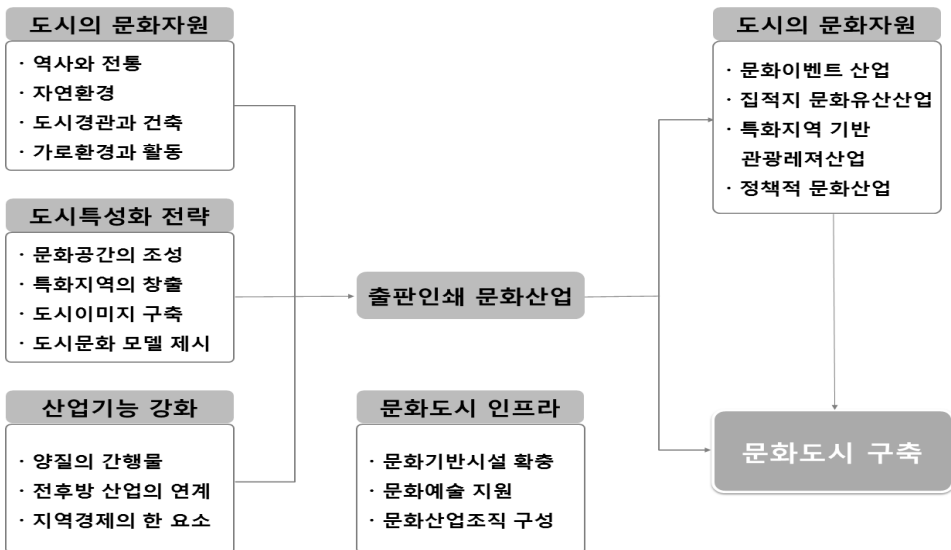 도시의 문화자원
· 역사와 전통
· 자연환경
· 도시경관과 건축
· 가로환경과 활동
도시특성화 전략
· 문화공간의 조성
· 특화지역의 창출
· 도시이미지 구축
· 도시문화 모델 제시
산업기능 강화
· 양질의 간행물
· 전후방 산업의 연계
· 지역경제의 한 요소
출판인쇄 문화산업
문화도시 인프라
· 문화기반시설 확충
· 문화예술 지원
· 문화산업조직 구성
도시의 문화자원
· 문화이벤트 산업
· 집적지 문화유산산업
· 특화지역 기반
관광레져산업
· 정책적 문화산업
문화도시 구축